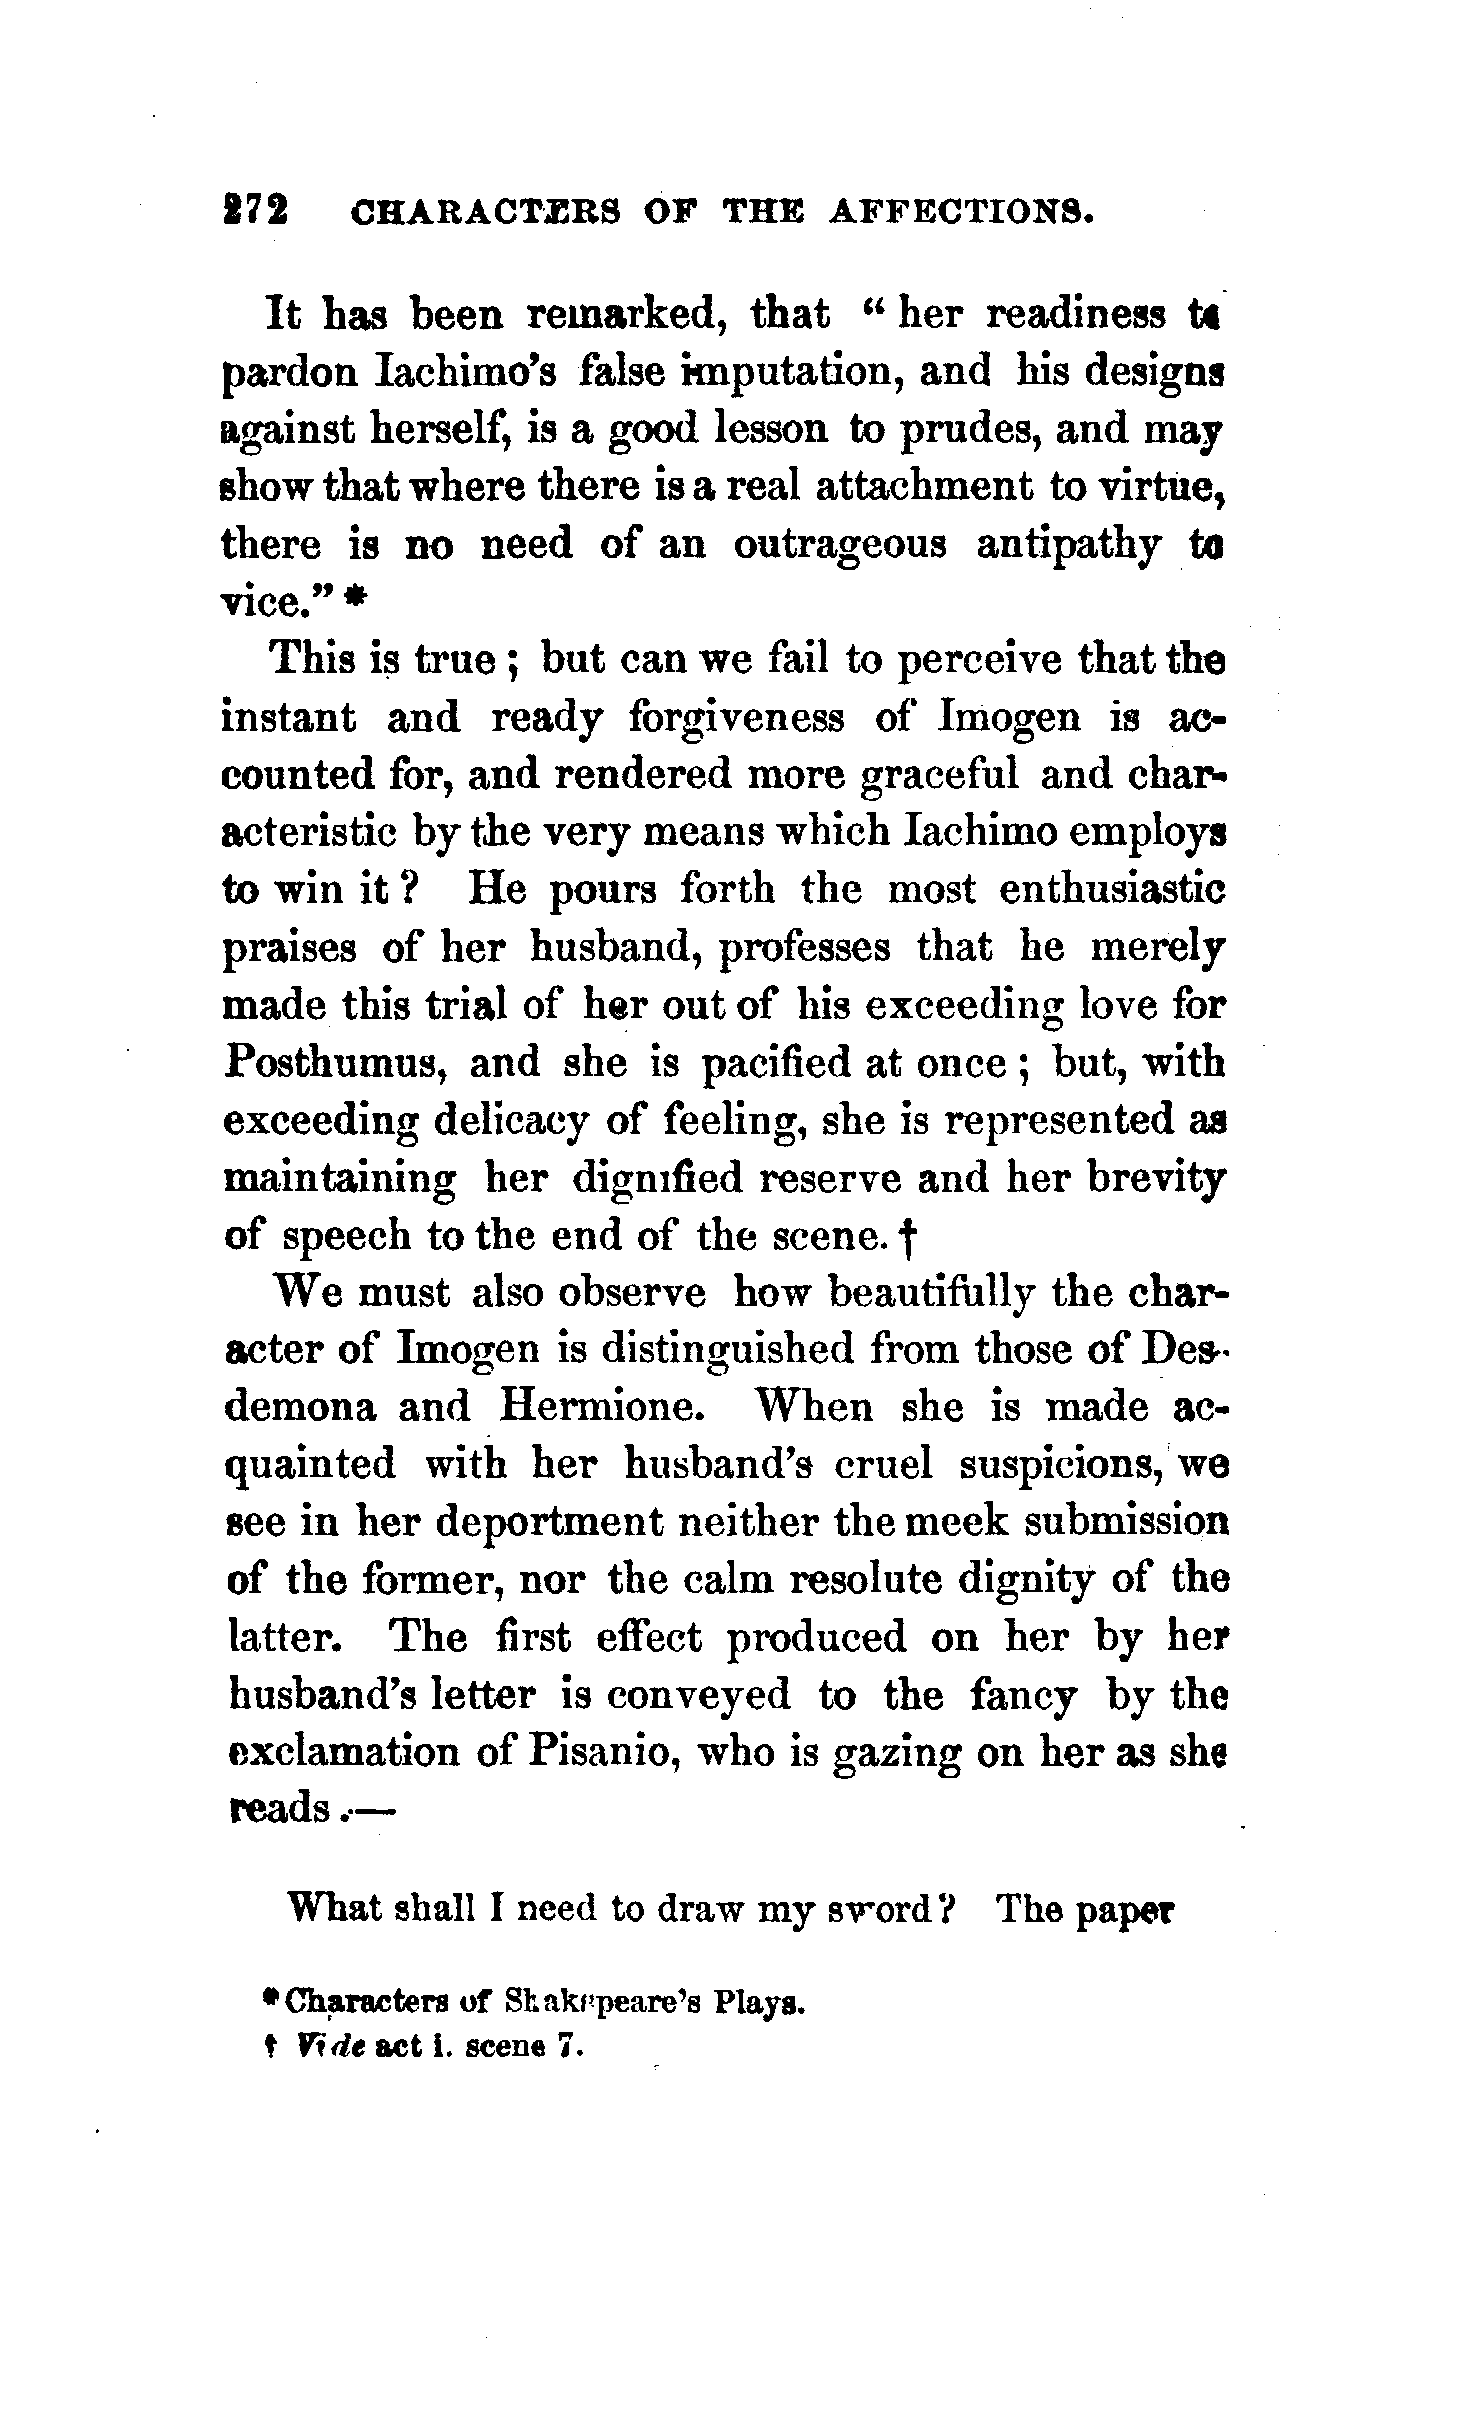 272 CHARACTERS OF THE AFFECTIONS.
It has been remarked, that “ her readiness to
pardon Iachimo’s false imputation, and his designs
against herself, is a good lesson to prudes, and may
show that where there is a real attachment to virtue,
there is no need of an outrageous antipathy to
vice.” *
This is true ; but can we fail to perceive that the
instant and ready forgiveness of Imogen is ac-
counted for, and rendered more graceful and char-
acteristic by the very means which Iachimo employs
to win it ? He pours forth the most enthusiastic
praises of her husband, professes that he merely
made this trial of her out of his exceeding love for
Posthumus, and she is pacified at once ; but, with
exceeding delicacy of feeling, she is represented as
maintaining her dignified reserve and her brevity
of speech to the end of the scene. †
We must also observe how beautifully the char-
acter of Imogen is distinguished from those of Des-
demona and Hermione. When she is made ac-
quainted with her husband’s cruel suspicions, we
see in her deportment neither the meek submission
of the former, nor the calm resolute dignity of the
latter. The first effect produced on her by her
husband’s letter is conveyed to the fancy by the
exclamation of Pisanio, who is gazing on her as she
reads :—
What shall I need to draw my sword ? The paper
* Characters of Shakspeare’s Plays.
† Vide act i. scene 7.